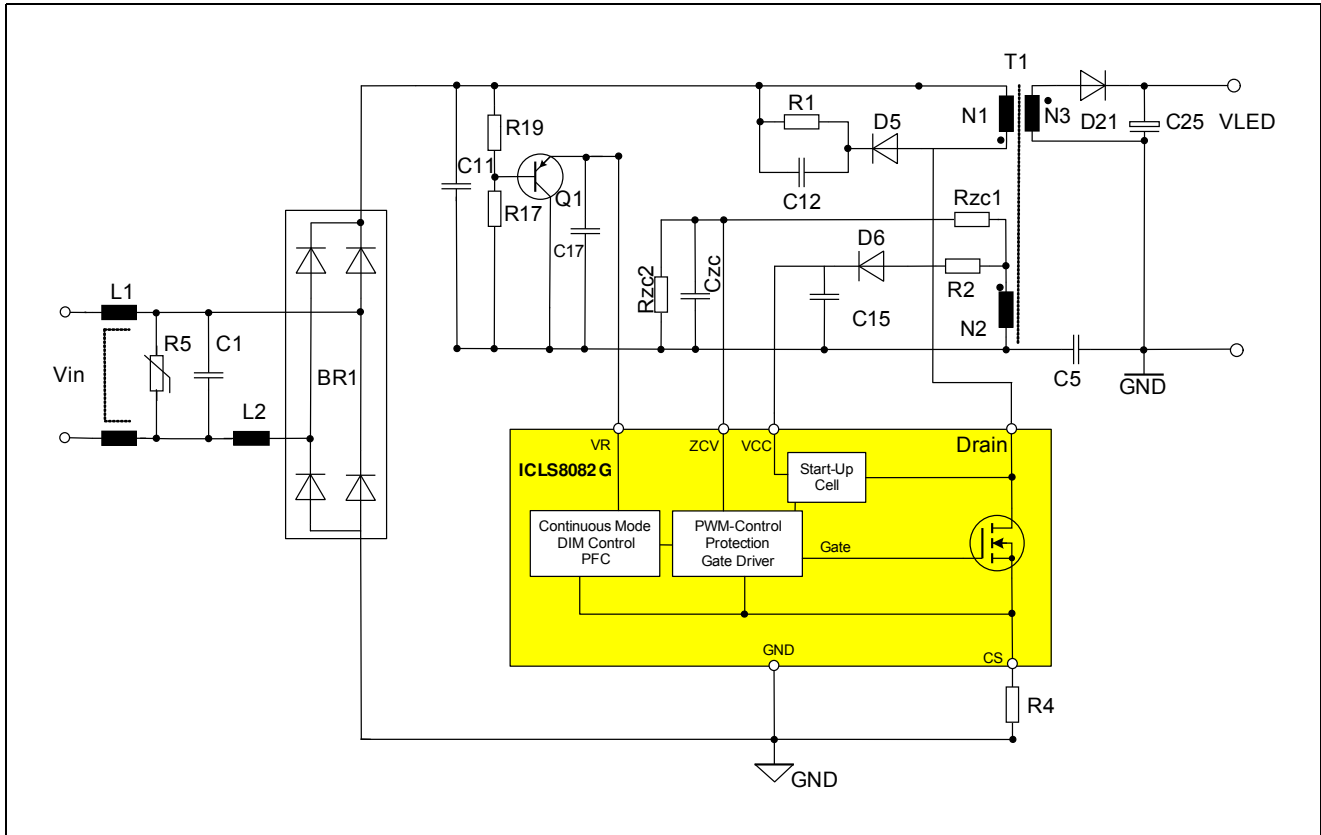 T1
R1
D5
N1
N3
D21
C25
VLED
R19
C11
R17
Q1
C12
C17
Rzc1
Rzc2
Czc
D6
R2
C15
N2
L1
R5
C1
Vin
BR1
L2
C5
GND
VR
ZCV
VCC
Drain
ICLS8082G
Start-Up
Cell
Continuous Mode
DIM Control
PFC
PWM-Control
Protection
Gate Driver
Gate
GND
CS
R4
GND